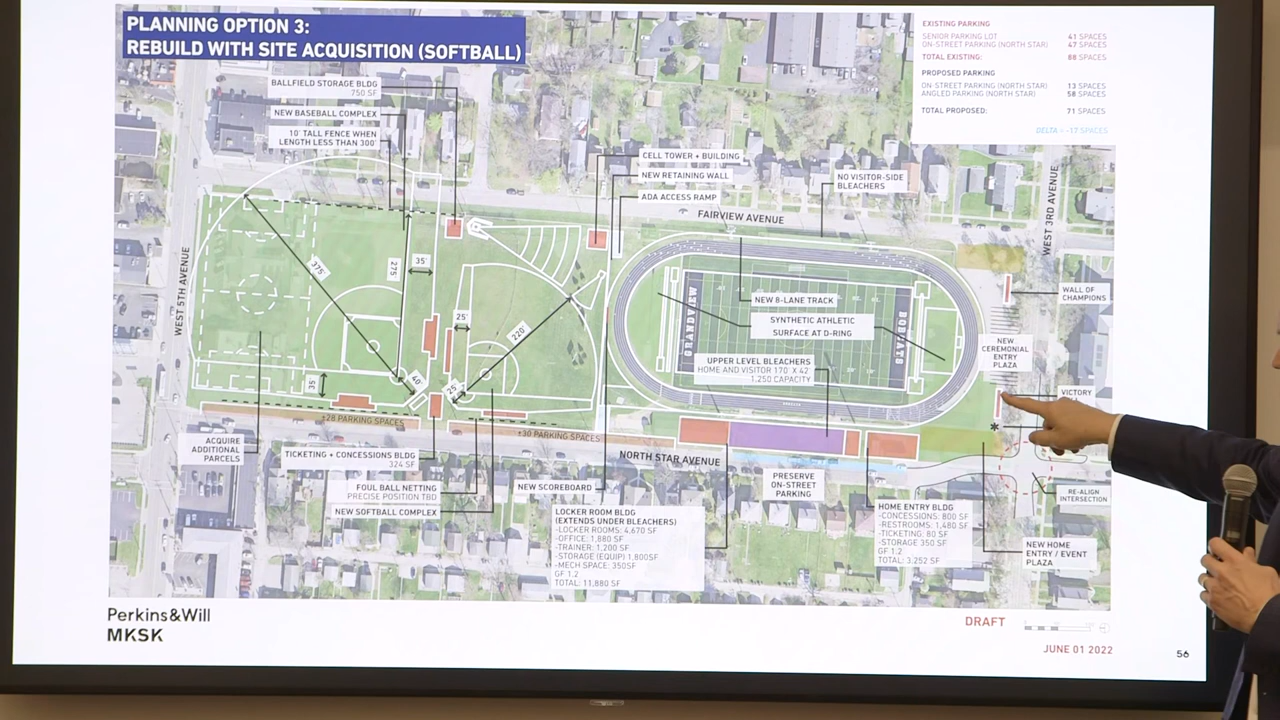 PLANNING OPTION 3:
REBUILD WITH SITE ACQUISITION (SOFTBALL)
EXISTING PARKING
SENIOR PARKING LOT 41 SPACES
ON-STREET PARKING (NORTH STAR) 47 SPACES
TOTAL EXISTING: 88 SPACES
PROPOSED PARKING
ON-STREET PARKING (NORTH STAR) 13 SPACES
ANGLED PARKING (NORTH STAR) 58 SPACES
TOTAL PROPOSED: 71 SPACES
DELTA = -17 SPACES
BALLFIELD STORAGE BLDG
750 SF
NEW BASEBALL COMPLEX
10' TALL FENCE WHEN
LENGTH LESS THAN 300'
CELL TOWER + BUILDING
NEW RETAINING WALL
ADA ACCESS RAMP
NO VISITOR-SIDE
BLEACHERS
FAIRVIEW AVENUE
WEST 3RD AVENUE
WEST 5TH AVENUE
375'
275'
35'
25'
220'
35'
40'
25'
GRANDVIEW
BOBCATS
NEW 8-LANE TRACK
SYNTHETIC ATHLETIC
SURFACE AT D-RING
UPPER LEVEL BLEACHERS
HOME AND VISITOR 170' X 42'
1,250 CAPACITY
WALL OF
CHAMPIONS
NEW
CEREMONIAL
ENTRY
PLAZA
VICTORY
*
±28 PARKING SPACES
±30 PARKING SPACES
NORTH STAR AVENUE
ACQUIRE
ADDITIONAL
PARCELS
TICKETING + CONCESSIONS BLDG
324 SF
FOUL BALL NETTING
PRECISE POSITION TBD
NEW SOFTBALL COMPLEX
NEW SCOREBOARD
LOCKER ROOM BLDG
(EXTENDS UNDER BLEACHERS)
-LOCKER ROOMS: 4,670 SF
-OFFICE: 1,880 SF
-TRAINER: 1,200 SF
-STORAGE (EQUIP) 1,800SF
-MECH SPACE: 350SF
GF 1.2
TOTAL: 11,880 SF
PRESERVE
ON-STREET
PARKING
HOME ENTRY BLDG
-CONCESSIONS: 800 SF
-RESTROOMS: 1,480 SF
-TICKETING: 80 SF
-STORAGE 350 SF
GF 1.2
TOTAL: 3,252 SF
RE-ALIGN
INTERSECTION
NEW HOME
ENTRY / EVENT
PLAZA
Perkins&Will
MKSK
DRAFT
JUNE 01 2022
56